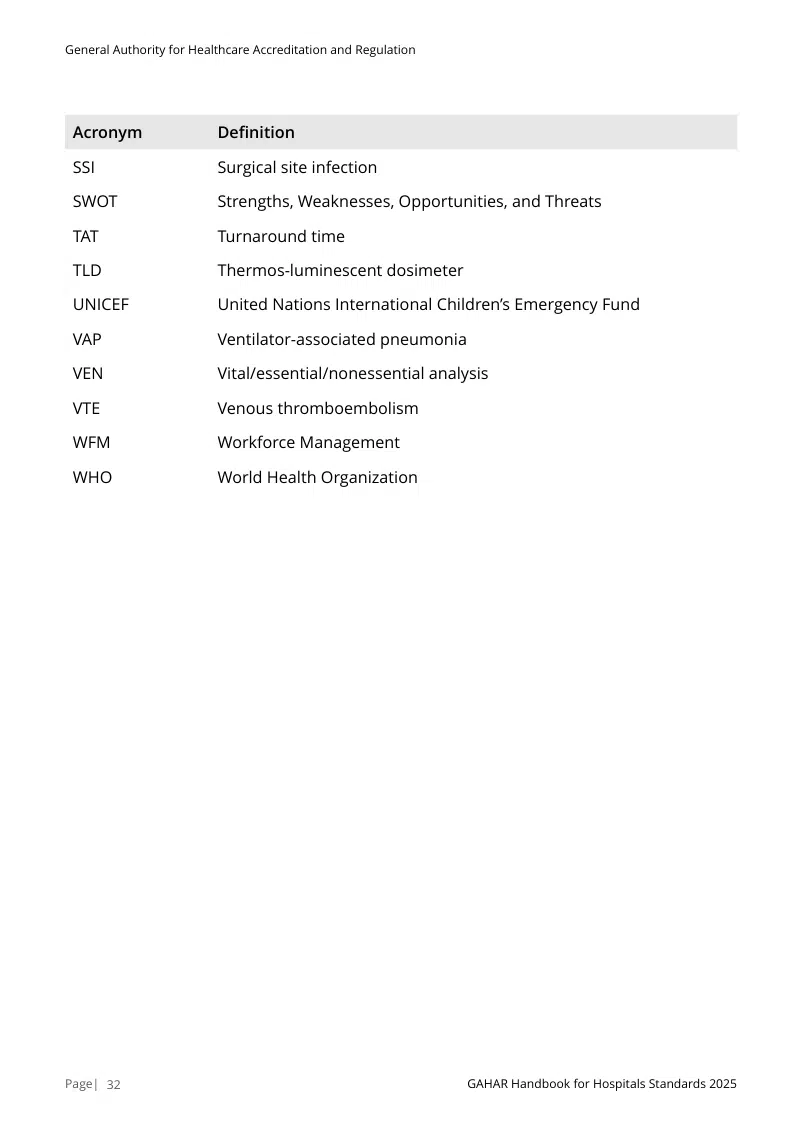 General Authority for Healthcare Accreditation and Regulation
Acronym Definition
SSI Surgical site infection
SWOT Strengths, Weaknesses, Opportunities, and Threats
TAT Turnaround time
TLD Thermos-luminescent dosimeter
UNICEF United Nations International Children’s Emergency Fund
VAP Ventilator-associated pneumonia
VEN Vital/essential/nonessential analysis
VTE Venous thromboembolism
WFM Workforce Management
WHO World Health Organization
Page| 32 GAHAR Handbook for Hospitals Standards 2025